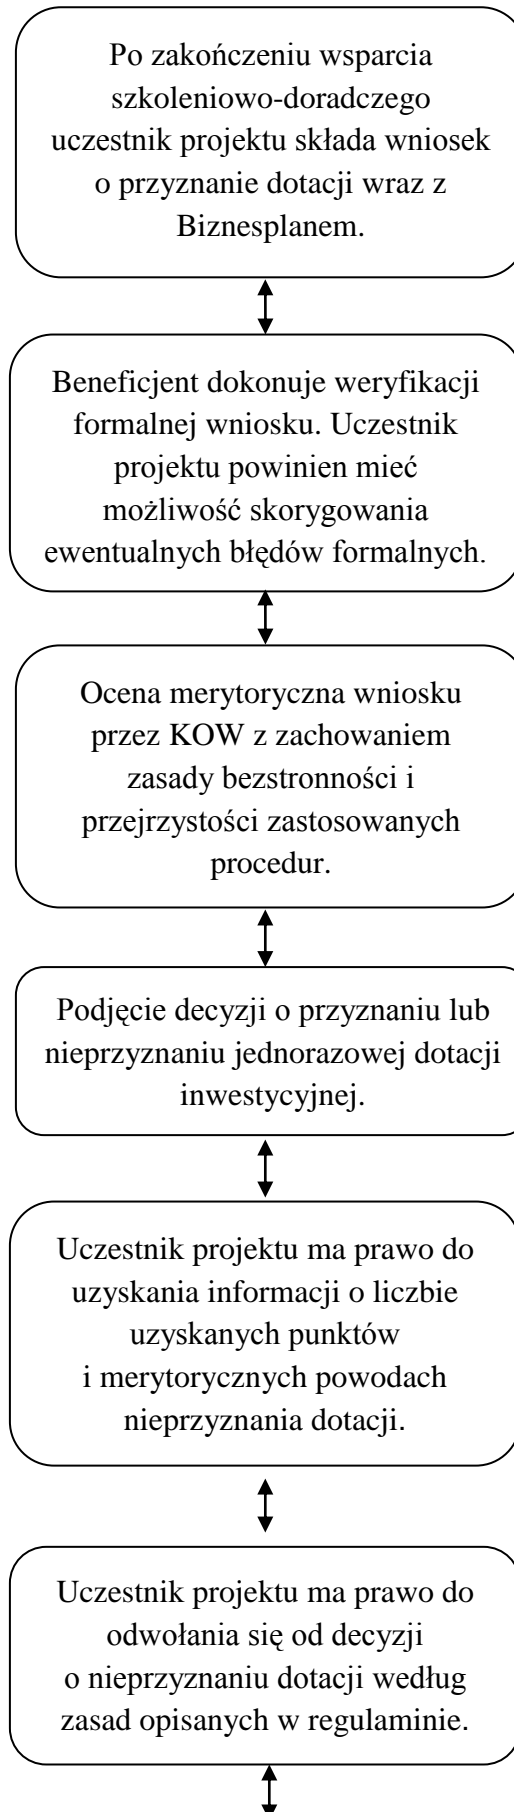 Po zakończeniu wsparcia
szkoleniowo-doradczego
uczestnik projektu składa wniosek
o przyznanie dotacji wraz z
Biznesplanem.
Beneficjent dokonuje weryfikacji
formalnej wniosku. Uczestnik
projektu powinien mieć
możliwość skorygowania
ewentualnych błędów formalnych.
Ocena merytoryczna wniosku
przez KOW z zachowaniem
zasady bezstronności i
przejrzystości zastosowanych
procedur.
Podjęcie decyzji o przyznaniu lub
nieprzyznaniu jednorazowej dotacji
inwestycyjnej.
Uczestnik projektu ma prawo do
uzyskania informacji o liczbie
uzyskanych punktów
i merytorycznych powodach
nieprzyznania dotacji.
Uczestnik projektu ma prawo do
odwołania się od decyzji
o nieprzyznaniu dotacji według
zasad opisanych w regulaminie.